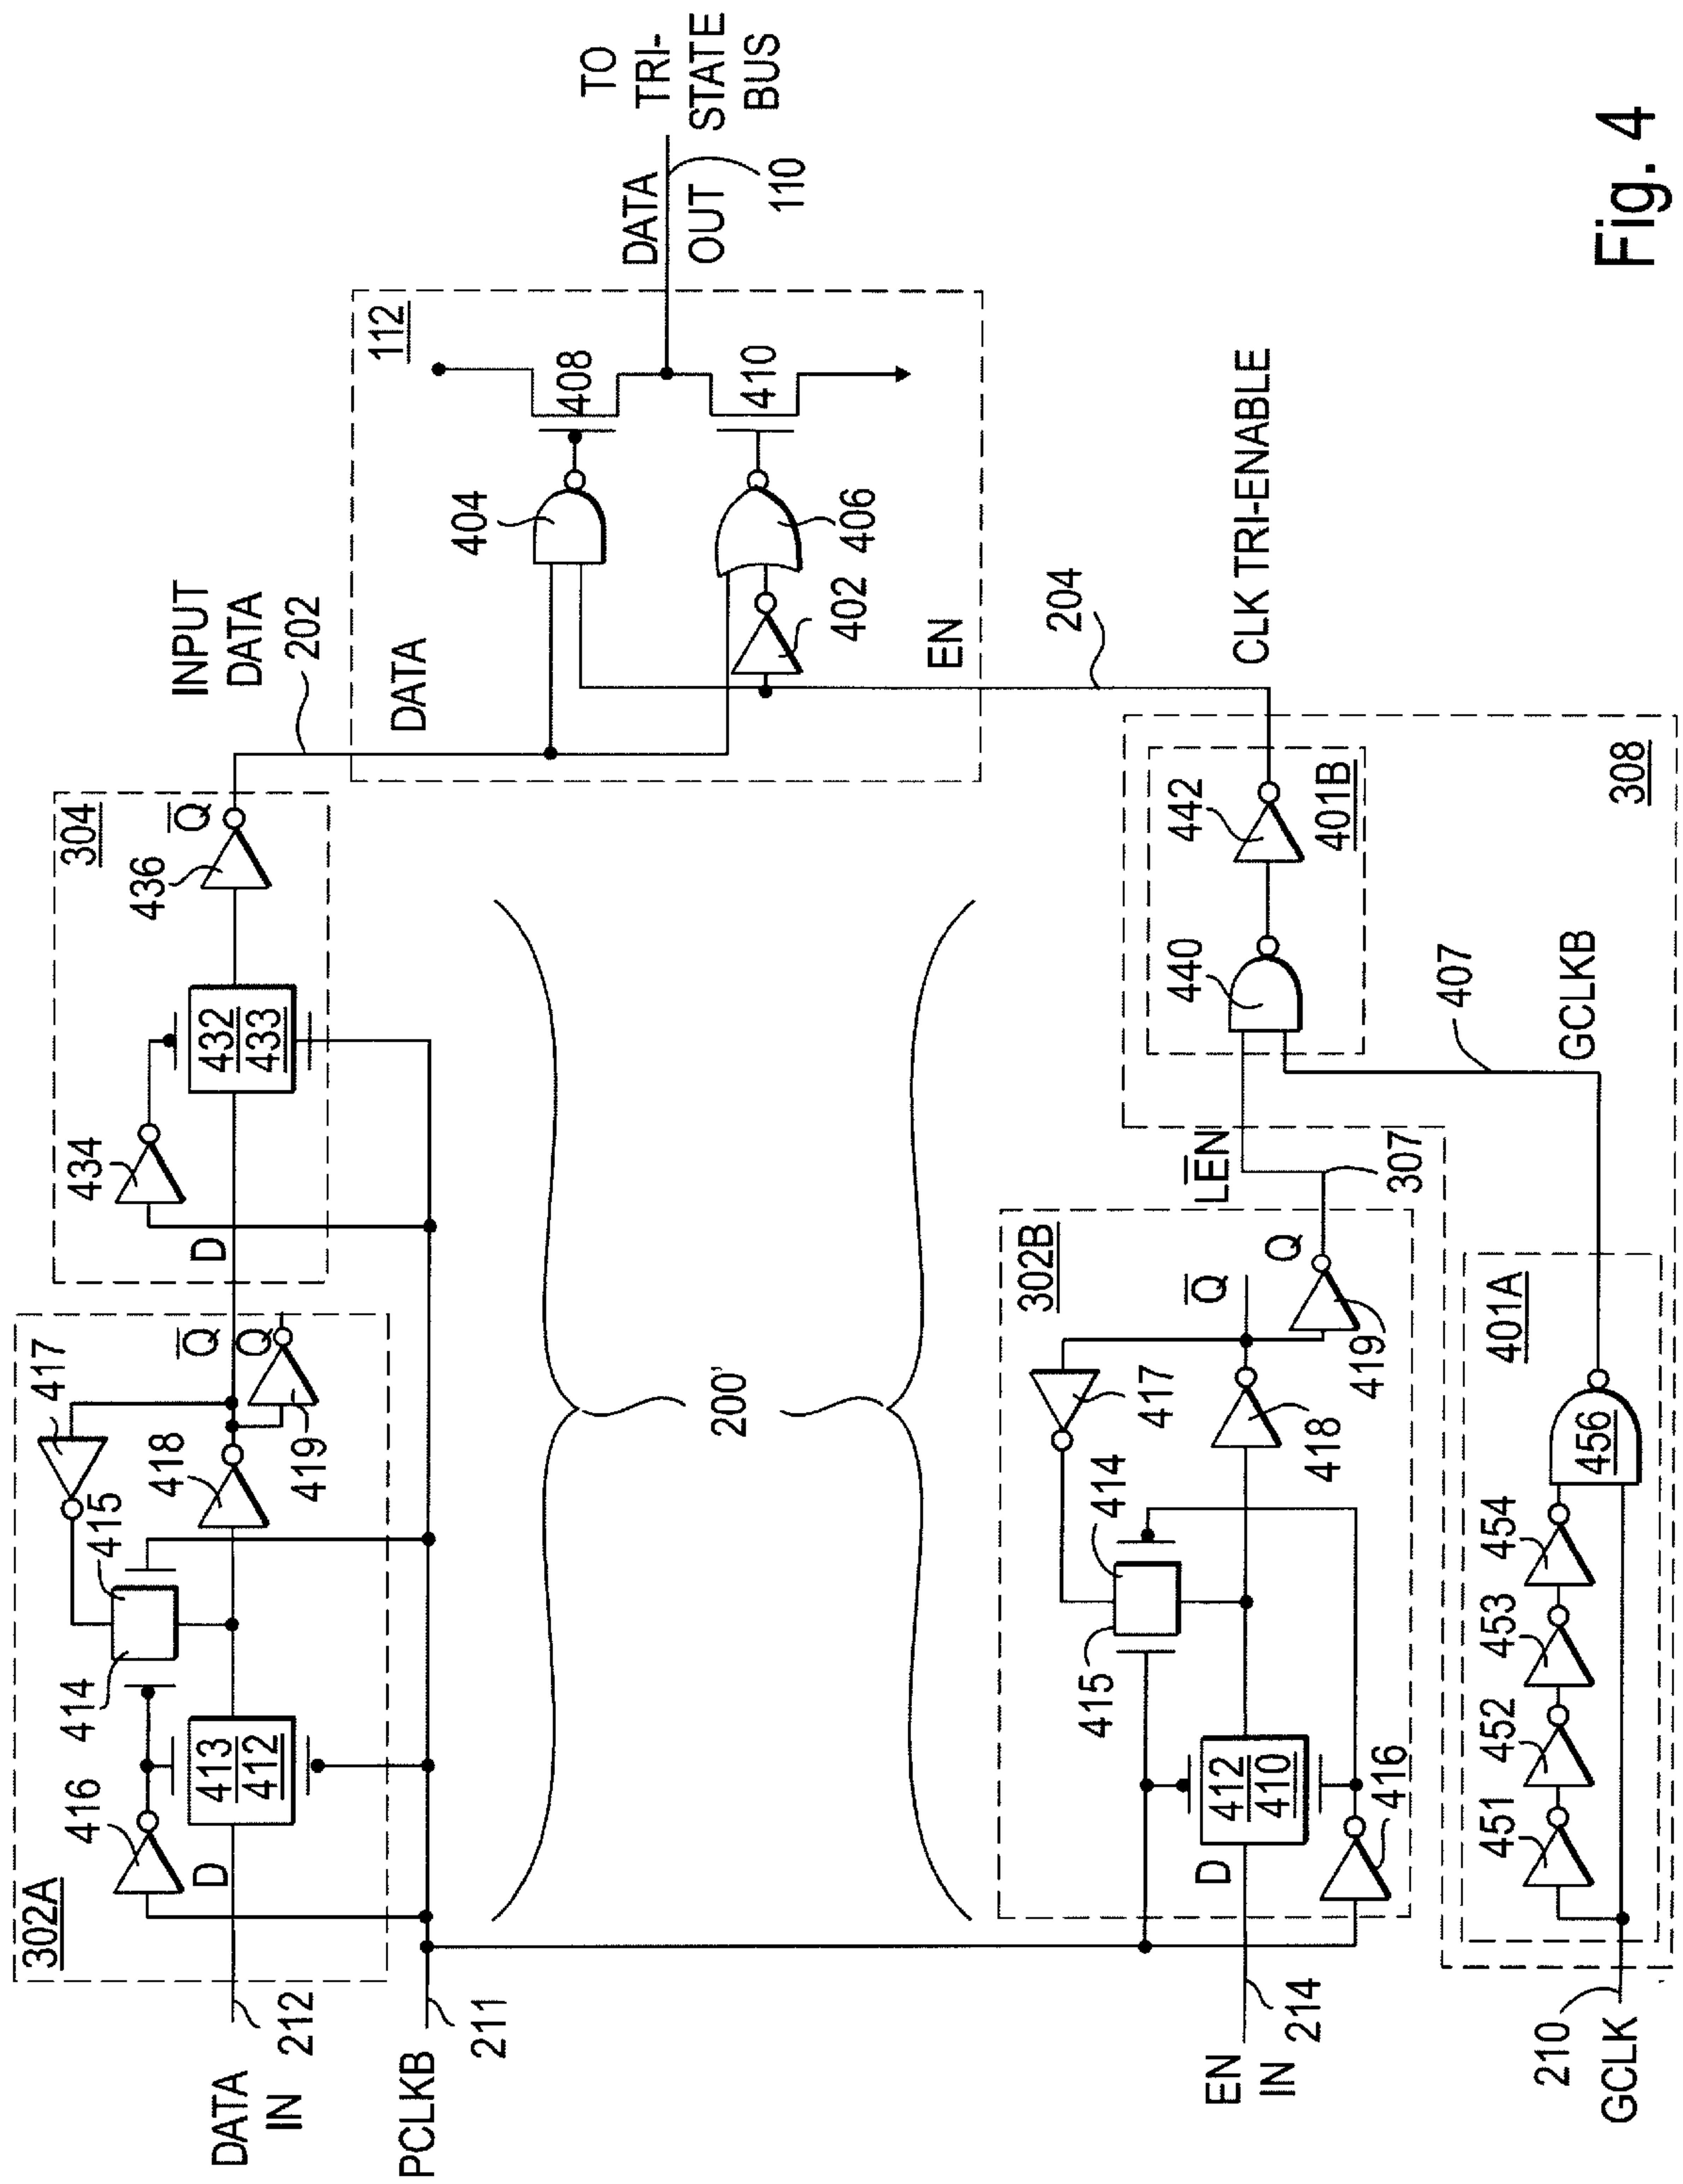 302A
416
D
413
412
414
415
417
418
419
Q
Q
DATA
IN
212
PCLKB
211
304
434
D
432
433
436
Q
INPUT
DATA
202
112
DATA
404
408
406
410
402
EN
DATA
OUT
110
TO
TRI-
STATE
BUS
200'
302B
EN
IN
214
D
412
410
416
415
414
417
418
419
Q
Q
LEN
307
204
CLK TRI-ENABLE
308
401B
440
442
407
GCLKB
401A
451
452
453
454
456
210
GCLK
Fig. 4